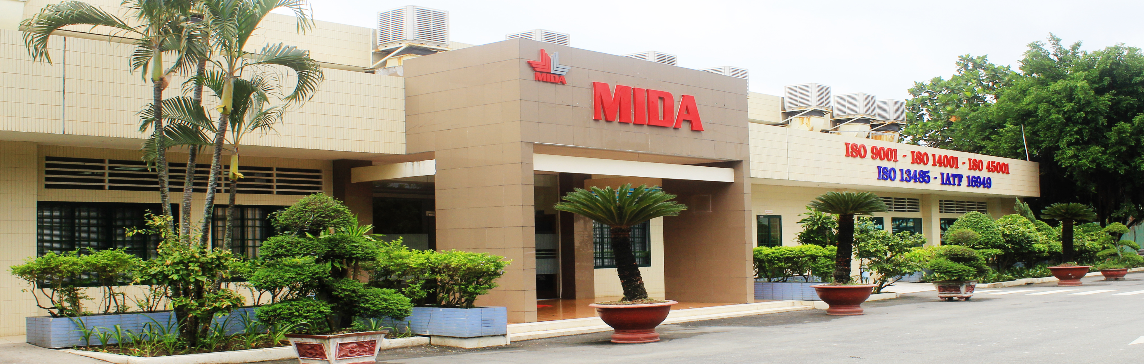 MIDA
MIDA
ISO 9001 - ISO 14001 - ISO 45001
ISO 13485 - IATF 16949